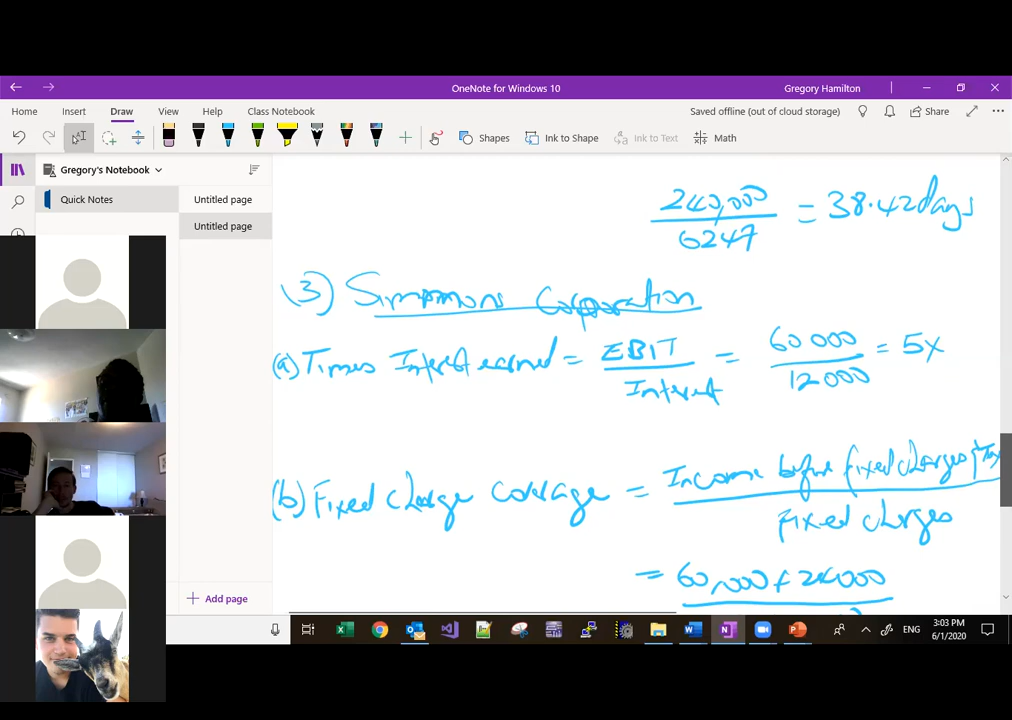 OneNote for Windows 10
Gregory Hamilton
Home Insert Draw View Help Class Notebook
Saved offline (out of cloud storage)
Share
Shapes Ink to Shape Ink to Text Math
Gregory's Notebook
Quick Notes
Untitled page
Untitled page
240,000 / 6247 = 38.42 days
(3) Simmons Corporation
(a) Times Interest earned = EBIT / Interest = 60 000 / 12 000 = 5x
(b) Fixed charge coverage = Income before fixed charges & Tax / fixed charges
= 60,000 + 24000
Add page
ENG
3:03 PM
6/1/2020